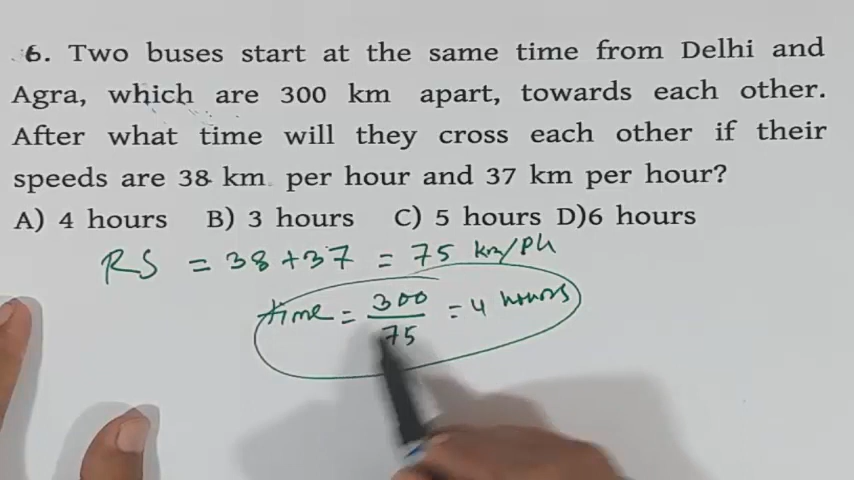 6. Two buses start at the same time from Delhi and
Agra, which are 300 km apart, towards each other.
After what time will they cross each other if their
speeds are 38 km per hour and 37 km per hour?
A) 4 hours B) 3 hours C) 5 hours D)6 hours
RS = 38 +37 = 75 km/Ph
time = 300/75 = 4 hours